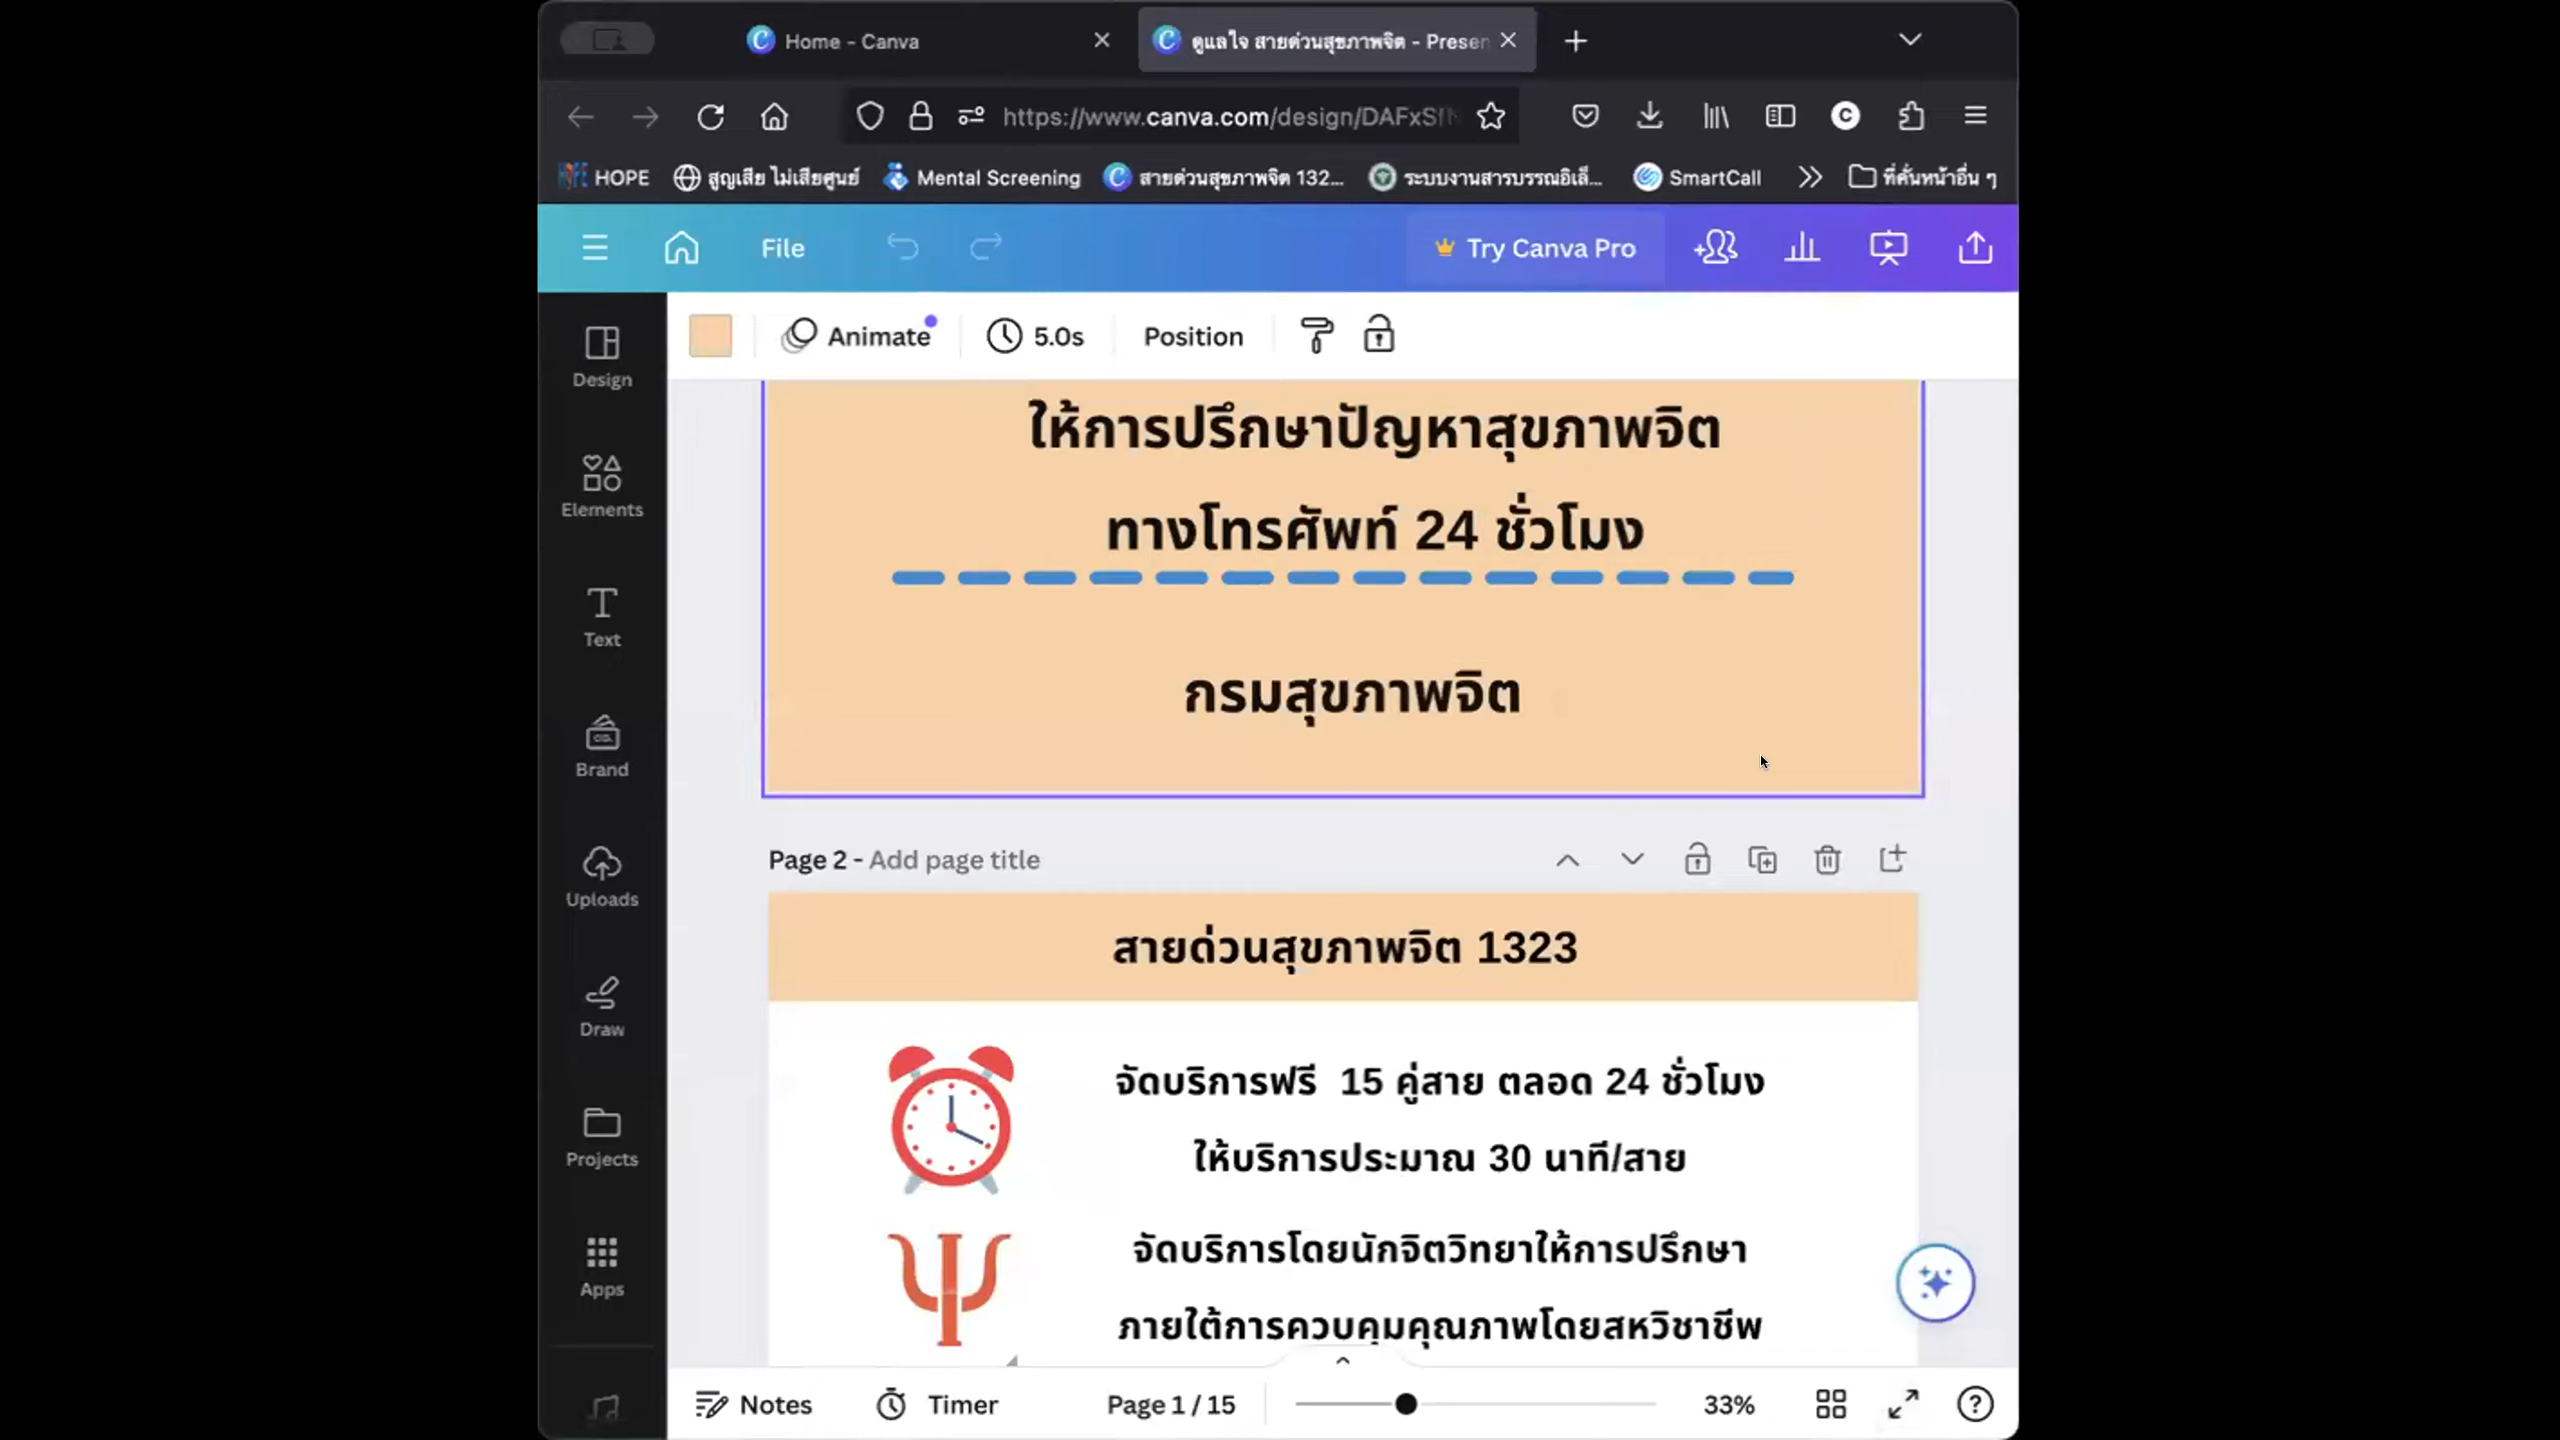 Home - Canva
ดูแลใจ สายด่วนสุขภาพจิต - Presen
https://www.canva.com/design/DAFxSI
HOPE
สูญเสีย ไม่เสียศูนย์
Mental Screening
สายด่วนสุขภาพจิต 132...
ระบบงานสารบรรณอิเล็...
SmartCall
ที่คั่นหน้าอื่น ๆ
File
Try Canva Pro
Animate
5.0s
Position
Design
Elements
Text
Brand
Uploads
Draw
Projects
Apps
ให้การปรึกษาปัญหาสุขภาพจิต
ทางโทรศัพท์ 24 ชั่วโมง
กรมสุขภาพจิต
Page 2 - Add page title
สายด่วนสุขภาพจิต 1323
จัดบริการฟรี 15 คู่สาย ตลอด 24 ชั่วโมง
ให้บริการประมาณ 30 นาที/สาย
จัดบริการโดยนักจิตวิทยาให้การปรึกษา
ภายใต้การควบคุมคุณภาพโดยสหวิชาชีพ
Notes
Timer
Page 1 / 15
33%